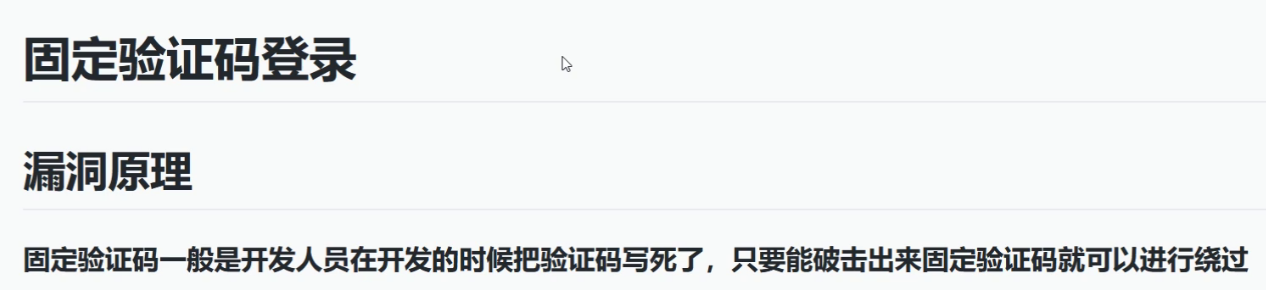 固定验证码登录
漏洞原理
固定验证码一般是开发人员在开发的时候把验证码写死了，只要能破击出来固定验证码就可以进行绕过